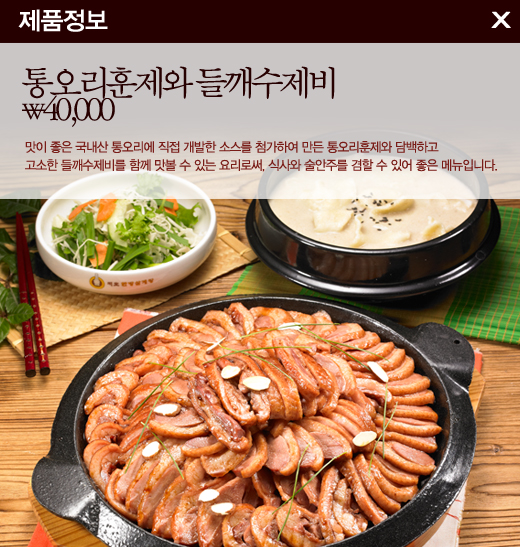 제품정보
통오리훈제와 들깨수제비
₩40,000
맛이 좋은 국내산 통오리에 직접 개발한 소스를 첨가하여 만든 통오리훈제와 담백하고
고소한 들깨수제비를 함께 맛볼 수 있는 요리로써, 식사와 술안주를 겸할 수 있어 좋은 메뉴입니다.